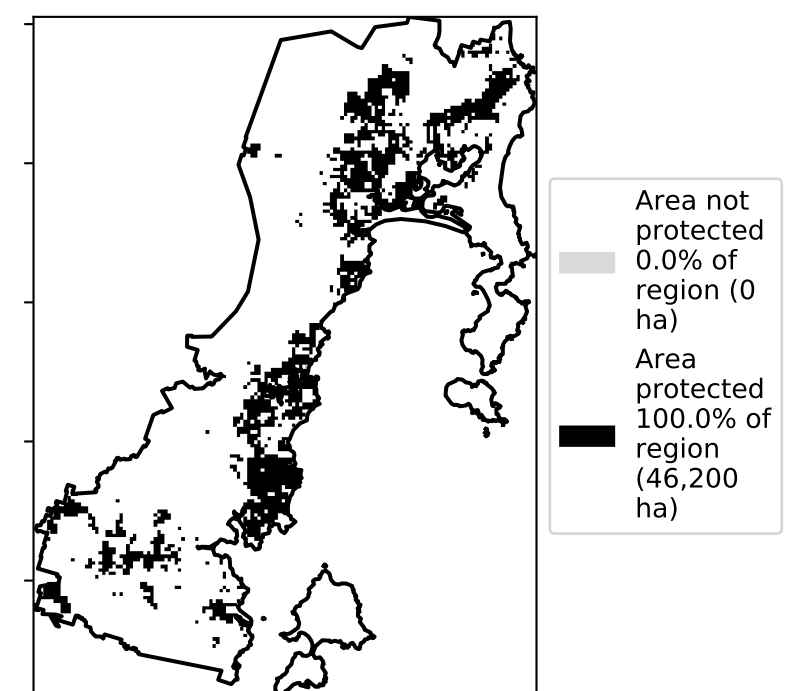 Area not
protected
0.0% of
region (0
ha)
Area
protected
100.0% of
region
(46,200
ha)